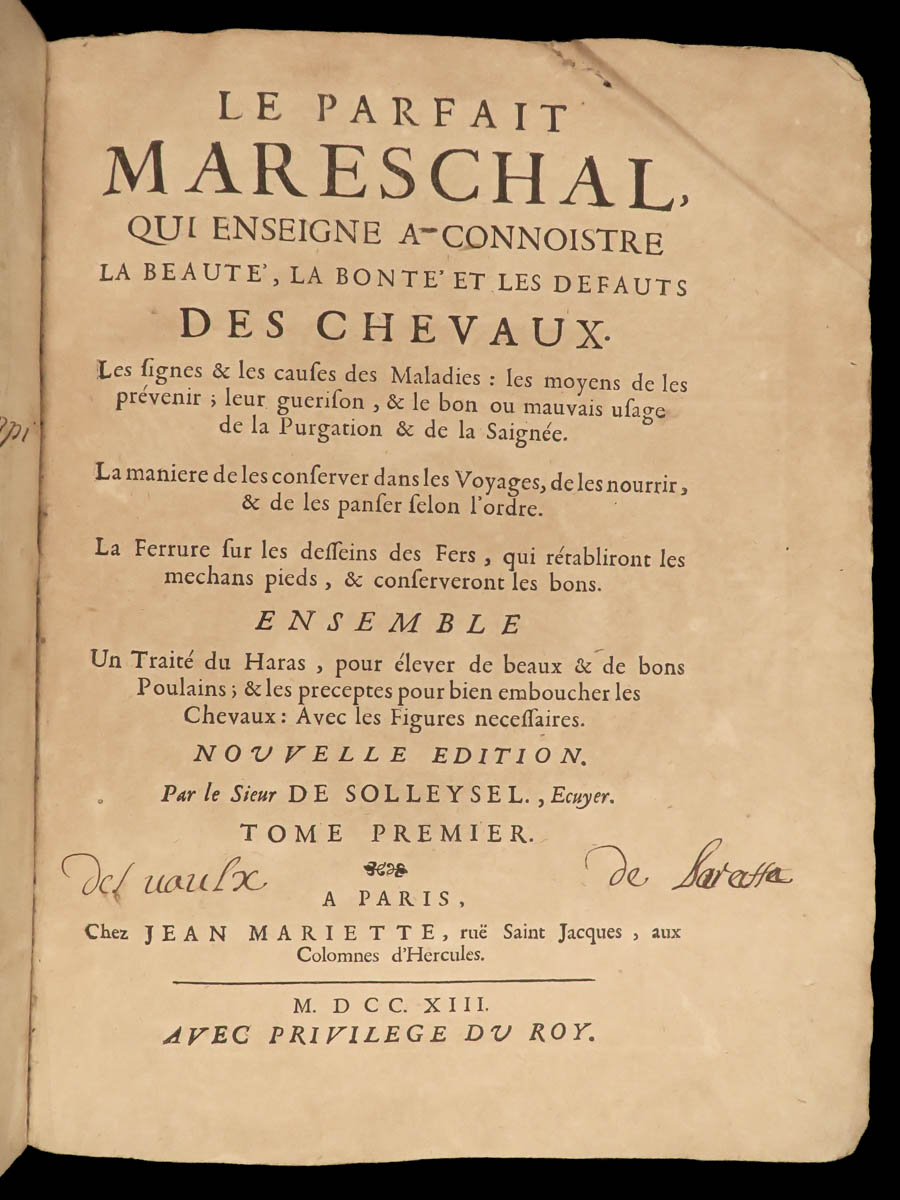 LE PARFAIT
MARESCHAL,
QUI ENSEIGNE A CONNOISTRE
LA BEAUTE', LA BONTE' ET LES DEFAUTS
DES CHEVAUX.
Les ſignes & les cauſes des Maladies : les moyens de les
prévenir ; leur gueriſon , & le bon ou mauvais uſage
de la Purgation & de la Saignée.
La maniere de les conſerver dans les Voyages, de les nourrir,
& de les panſer ſelon l'ordre.
La Ferrure ſur les deſſeins des Fers , qui rétabliront les
mechans pieds , & conſerveront les bons.
ENSEMBLE
Un Traité du Haras , pour élever de beaux & de bons
Poulains ; & les preceptes pour bien emboucher les
Chevaux : Avec les Figures neceſſaires.
NOUVELLE EDITION.
Par le Sieur DE SOLLEYSEL. , Ecuyer.
TOME PREMIER.
de
A PARIS,
Chez JEAN MARIETTE, ruë Saint Jacques , aux
Colomnes d'Hercules.
M. D CC. XIII.
AVEC PRIVILEGE DU ROY.